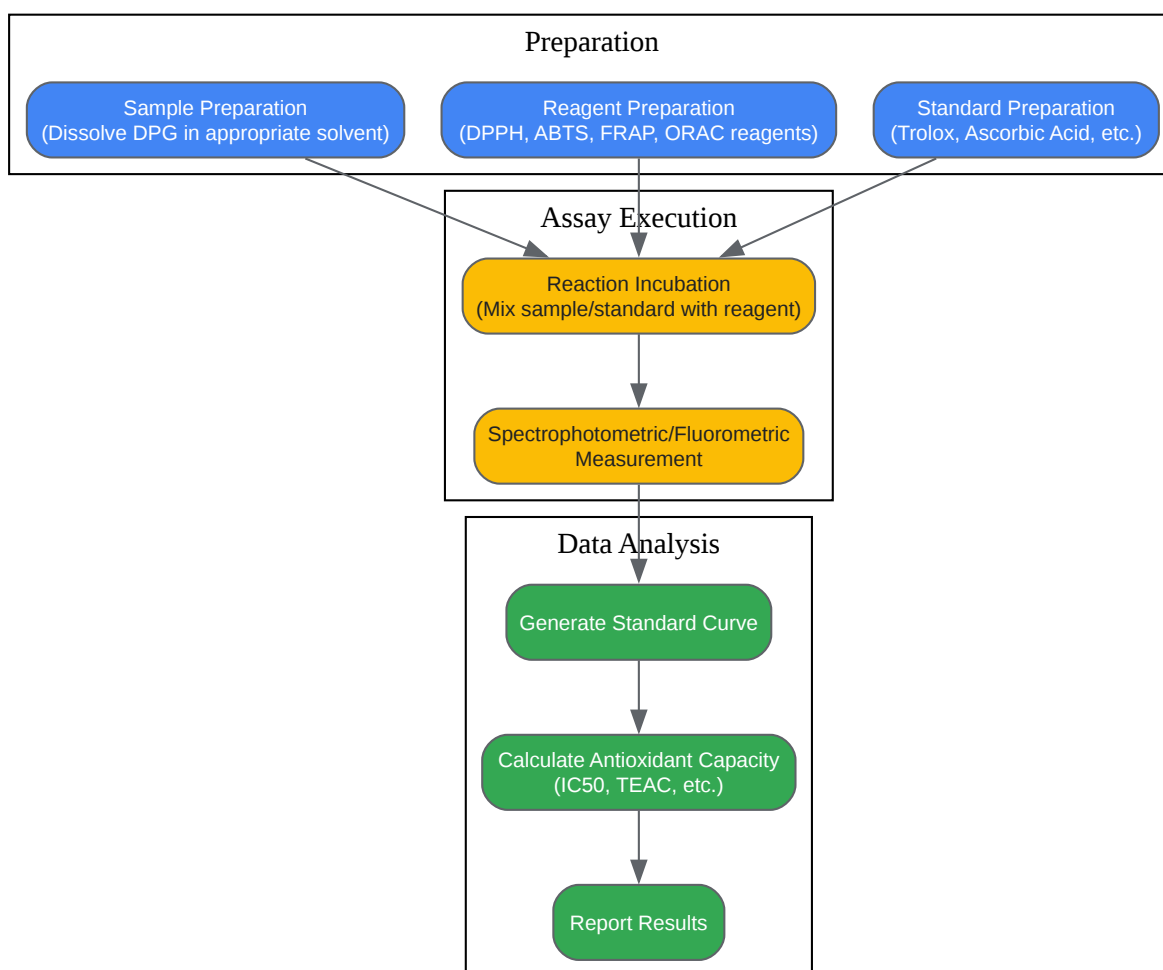 Preparation
Sample Preparation
(Dissolve DPG in appropriate solvent)
Reagent Preparation
(DPPH, ABTS, FRAP, ORAC reagents)
Standard Preparation
(Trolox, Ascorbic Acid, etc.)
Assay Execution
Reaction Incubation
(Mix sample/standard with reagent)
Spectrophotometric/Fluorometric
Measurement
Data Analysis
Generate Standard Curve
Calculate Antioxidant Capacity
(IC50, TEAC, etc.)
Report Results